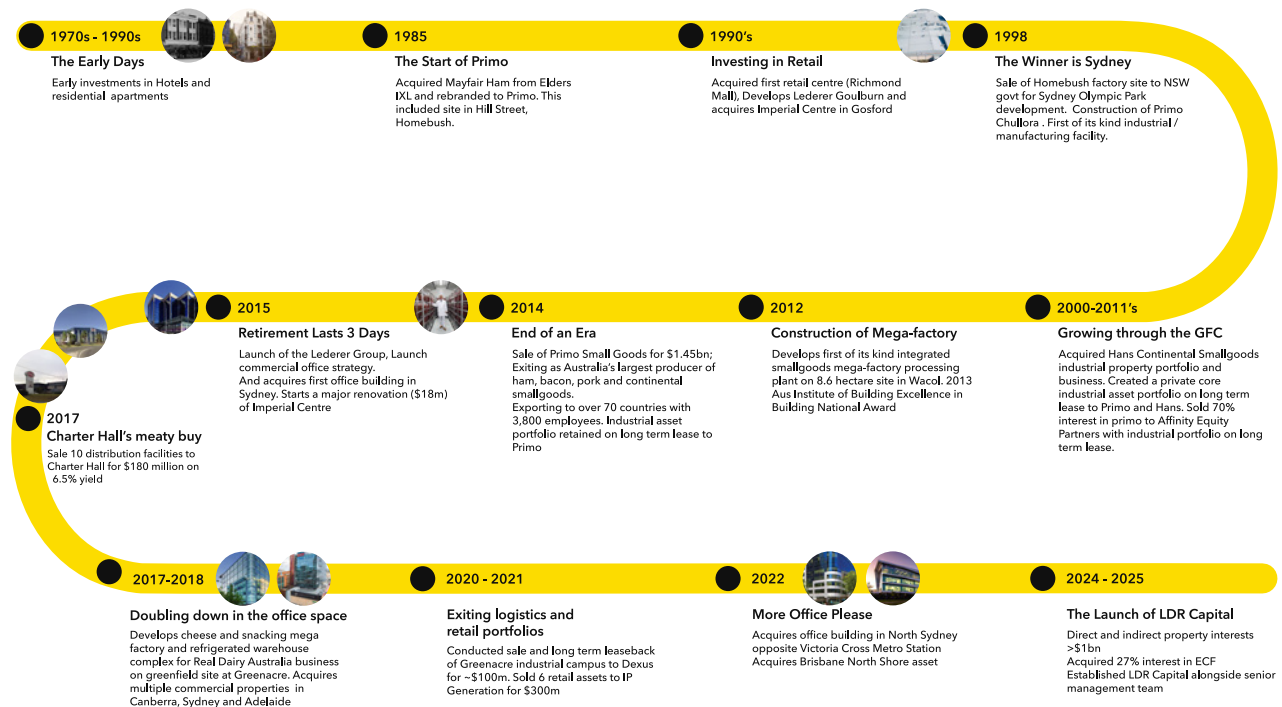 1970s - 1990s
The Early Days
Early investments in Hotels and
residential apartments
1985
The Start of Primo
Acquired Mayfair Ham from Elders
IXL and rebranded to Primo. This
included site in Hill Street,
Homebush.
1990's
Investing in Retail
Acquired first retail centre (Richmond
Mall), Develops Lederer Goulburn and
acquires Imperial Centre in Gosford
1998
The Winner is Sydney
Sale of Homebush factory site to NSW
govt for Sydney Olympic Park
development. Construction of Primo
Chullora . First of its kind industrial /
manufacturing facility.
2000-2011's
Growing through the GFC
Acquired Hans Continental Smallgoods
industrial property portfolio and
business. Created a private core
industrial asset portfolio on long term
lease to Primo and Hans. Sold 70%
interest in primo to Affinity Equity
Partners with industrial portfolio on long
term lease.
2012
Construction of Mega-factory
Develops first of its kind integrated
smallgoods mega-factory processing
plant on 8.6 hectare site in Wacol. 2013
Aus Institute of Building Excellence in
Building National Award
2014
End of an Era
Sale of Primo Small Goods for $1.45bn;
Exiting as Australia's largest producer of
ham, bacon, pork and continental
smallgoods.
Exporting to over 70 countries with
3,800 employees. Industrial asset
portfolio retained on long term lease to
Primo
2015
Retirement Lasts 3 Days
Launch of the Lederer Group, Launch
commercial office strategy.
And acquires first office building in
Sydney. Starts a major renovation ($18m)
of Imperial Centre
2017
Charter Hall's meaty buy
Sale 10 distribution facilities to
Charter Hall for $180 million on
6.5% yield
2017-2018
Doubling down in the office space
Develops cheese and snacking mega
factory and refrigerated warehouse
complex for Real Dairy Australia business
on greenfield site at Greenacre. Acquires
multiple commercial properties in
Canberra, Sydney and Adelaide
2020 - 2021
Exiting logistics and
retail portfolios
Conducted sale and long term leaseback
of Greenacre industrial campus to Dexus
for ~$100m. Sold 6 retail assets to IP
Generation for $300m
2022
More Office Please
Acquires office building in North Sydney
opposite Victoria Cross Metro Station
Acquires Brisbane North Shore asset
2024 - 2025
The Launch of LDR Capital
Direct and indirect property interests
>$1bn
Acquired 27% interest in ECF
Established LDR Capital alongside senior
management team